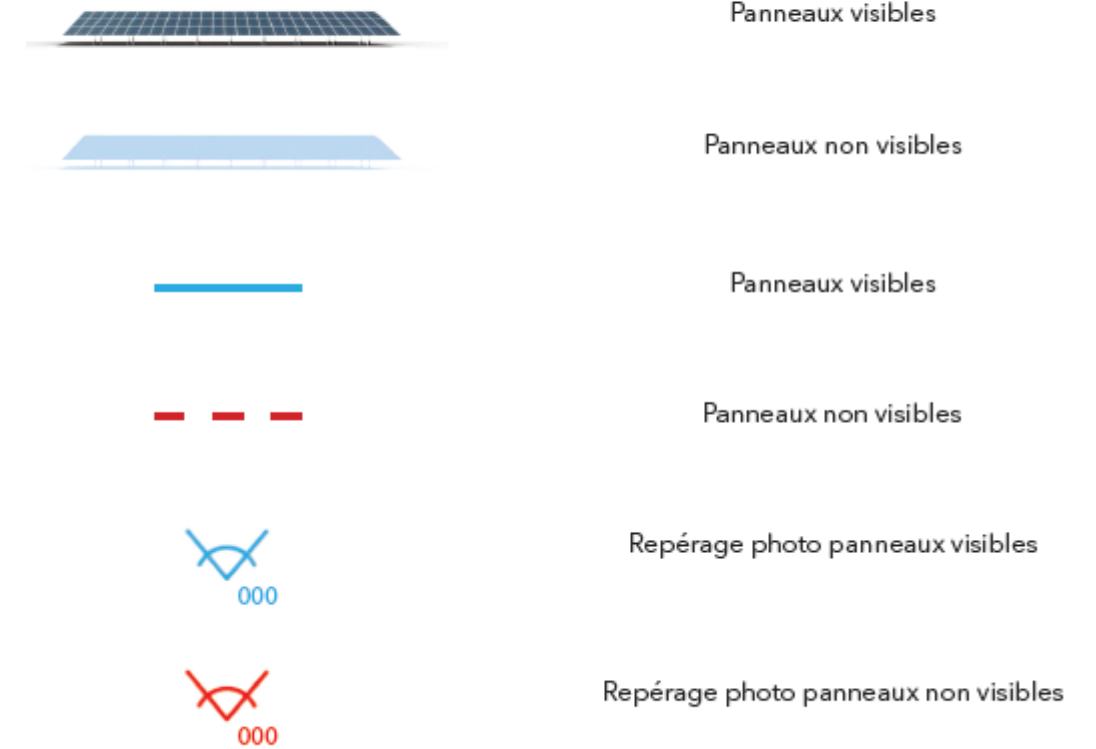 Panneaux visibles
Panneaux non visibles
Panneaux visibles
Panneaux non visibles
Repérage photo panneaux visibles
000
Repérage photo panneaux non visibles
000